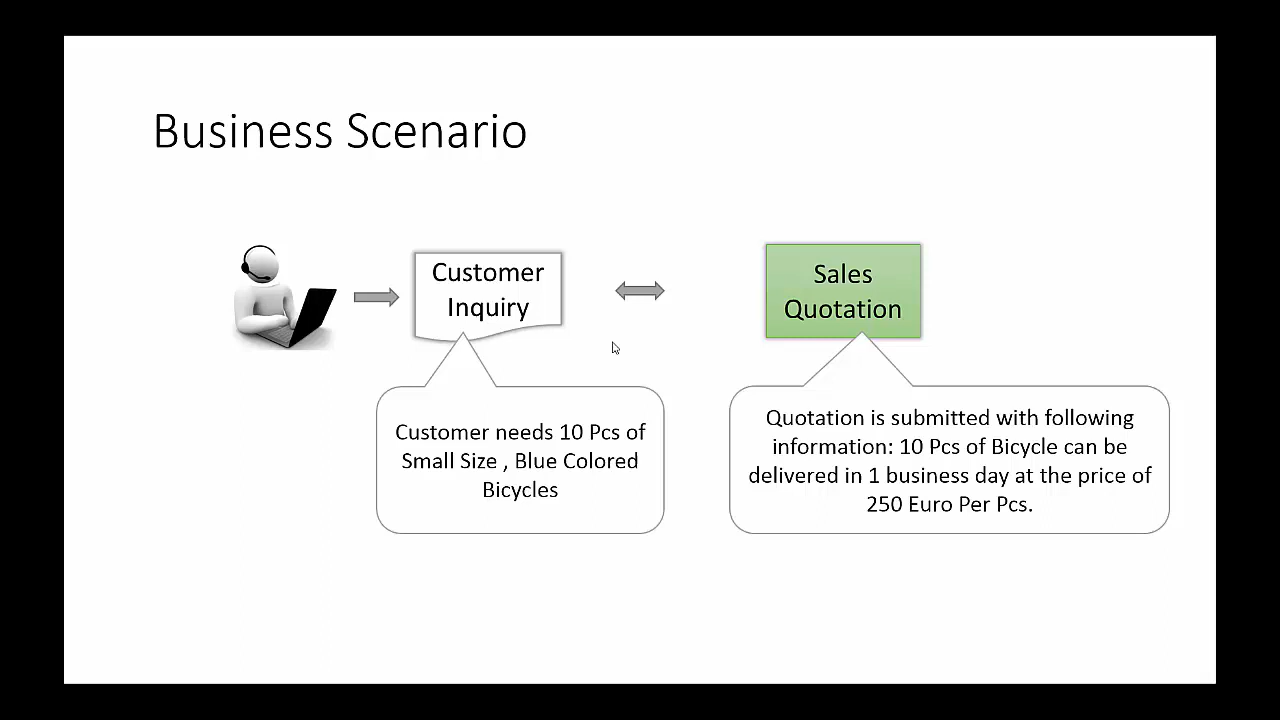 Business Scenario
Customer
Inquiry
Sales
Quotation
Customer needs 10 Pcs of
Small Size , Blue Colored
Bicycles
Quotation is submitted with following
information: 10 Pcs of Bicycle can be
delivered in 1 business day at the price of
250 Euro Per Pcs.